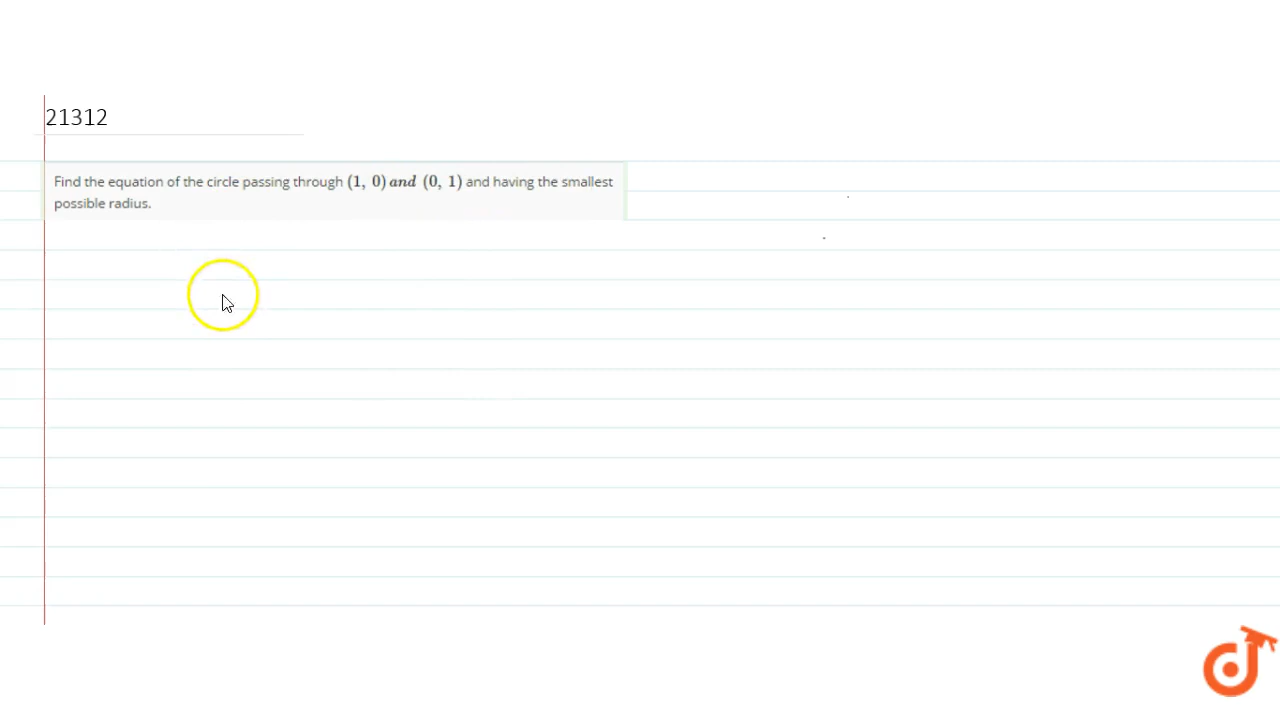 21312
Find the equation of the circle passing through (1, 0) and (0, 1) and having the smallest
possible radius.